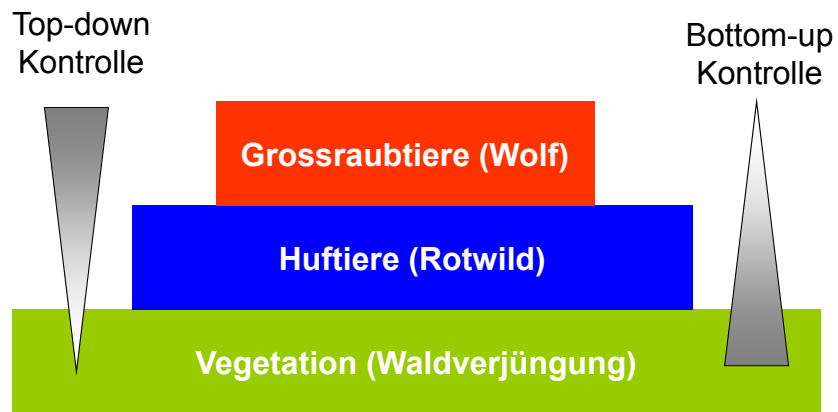 Top-down
Kontrolle
Bottom-up
Kontrolle
Grossraubtiere (Wolf)
Huftiere (Rotwild)
Vegetation (Waldverjüngung)